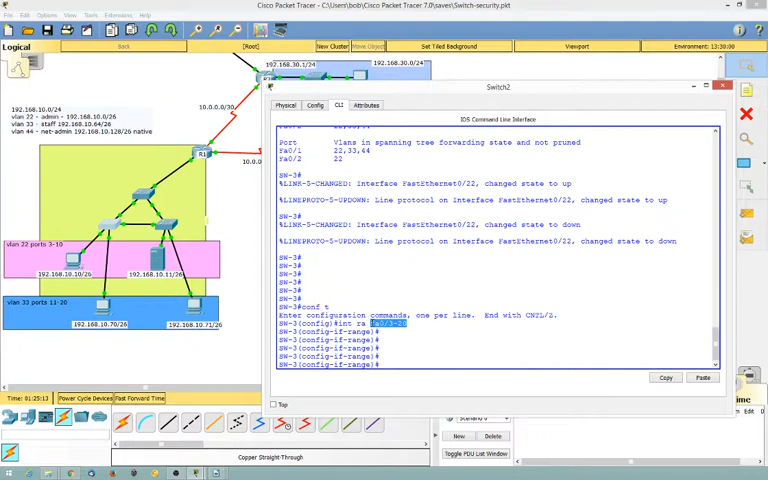 Cisco Packet Tracer - C:\Users\bob\Cisco Packet Tracer 7.0\saves\Switch-security.pkt
File Edit Options View Tools Extensions Help
Logical
Back
[Root]
New Cluster
Move Object
Set Tiled Background
Viewport
Environment: 13:30:00
192.168.30.1/24
192.168.30.0/24
192.168.10.0/24
vlan 22 - admin - 192.168.10.0/26
vlan 33 - staff 192.168.10.64/26
vlan 44 - net-admin 192.168.10.128/26 native
10.0.0.0/30
R1
10.0.0
vlan 22 ports 3-10
192.168.10.10/26
192.168.10.11/26
vlan 33 ports 11-20
192.168.10.70/26
192.168.10.71/26
Switch2
Physical Config CLI Attributes
IOS Command Line Interface
Port Vlans in spanning tree forwarding state and not pruned
Fa0/1 22,33,44
Fa0/2 22
SW-3#
%LINK-5-CHANGED: Interface FastEthernet0/22, changed state to up
%LINEPROTO-5-UPDOWN: Line protocol on Interface FastEthernet0/22, changed state to up
SW-3#
%LINK-5-CHANGED: Interface FastEthernet0/22, changed state to down
%LINEPROTO-5-UPDOWN: Line protocol on Interface FastEthernet0/22, changed state to down
SW-3#
SW-3#
SW-3#
SW-3#
SW-3#
SW-3#
SW-3#conf t
Enter configuration commands, one per line. End with CNTL/Z.
SW-3(config)#int ra fa0/3-20
SW-3(config-if-range)#
SW-3(config-if-range)#
SW-3(config-if-range)#
SW-3(config-if-range)#
SW-3(config-if-range)#
Copy Paste
Top
Time: 01:25:13
Power Cycle Devices
Fast Forward Time
Scenario 0
New Delete
Toggle PDU List Window
Copper Straight-Through